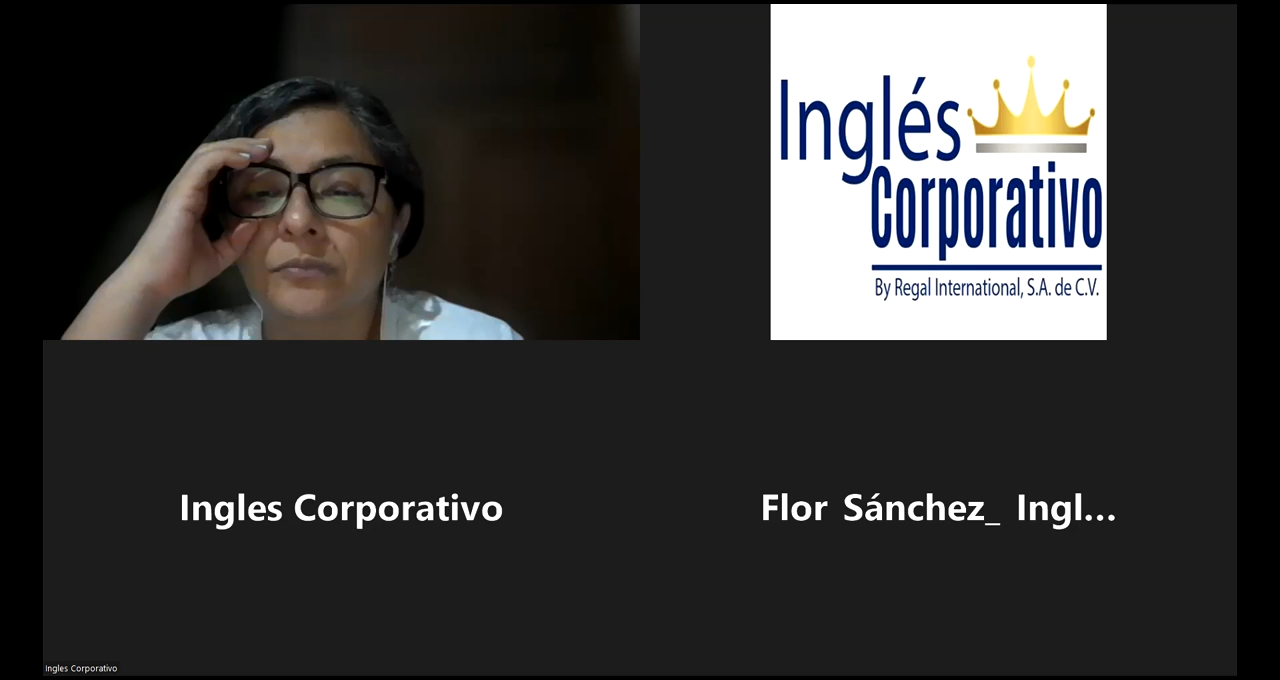 Inglés
Corporativo
By Regal International, S.A. de C.V.
Ingles Corporativo
Flor Sánchez_ Ingl...
Ingles Corporativo